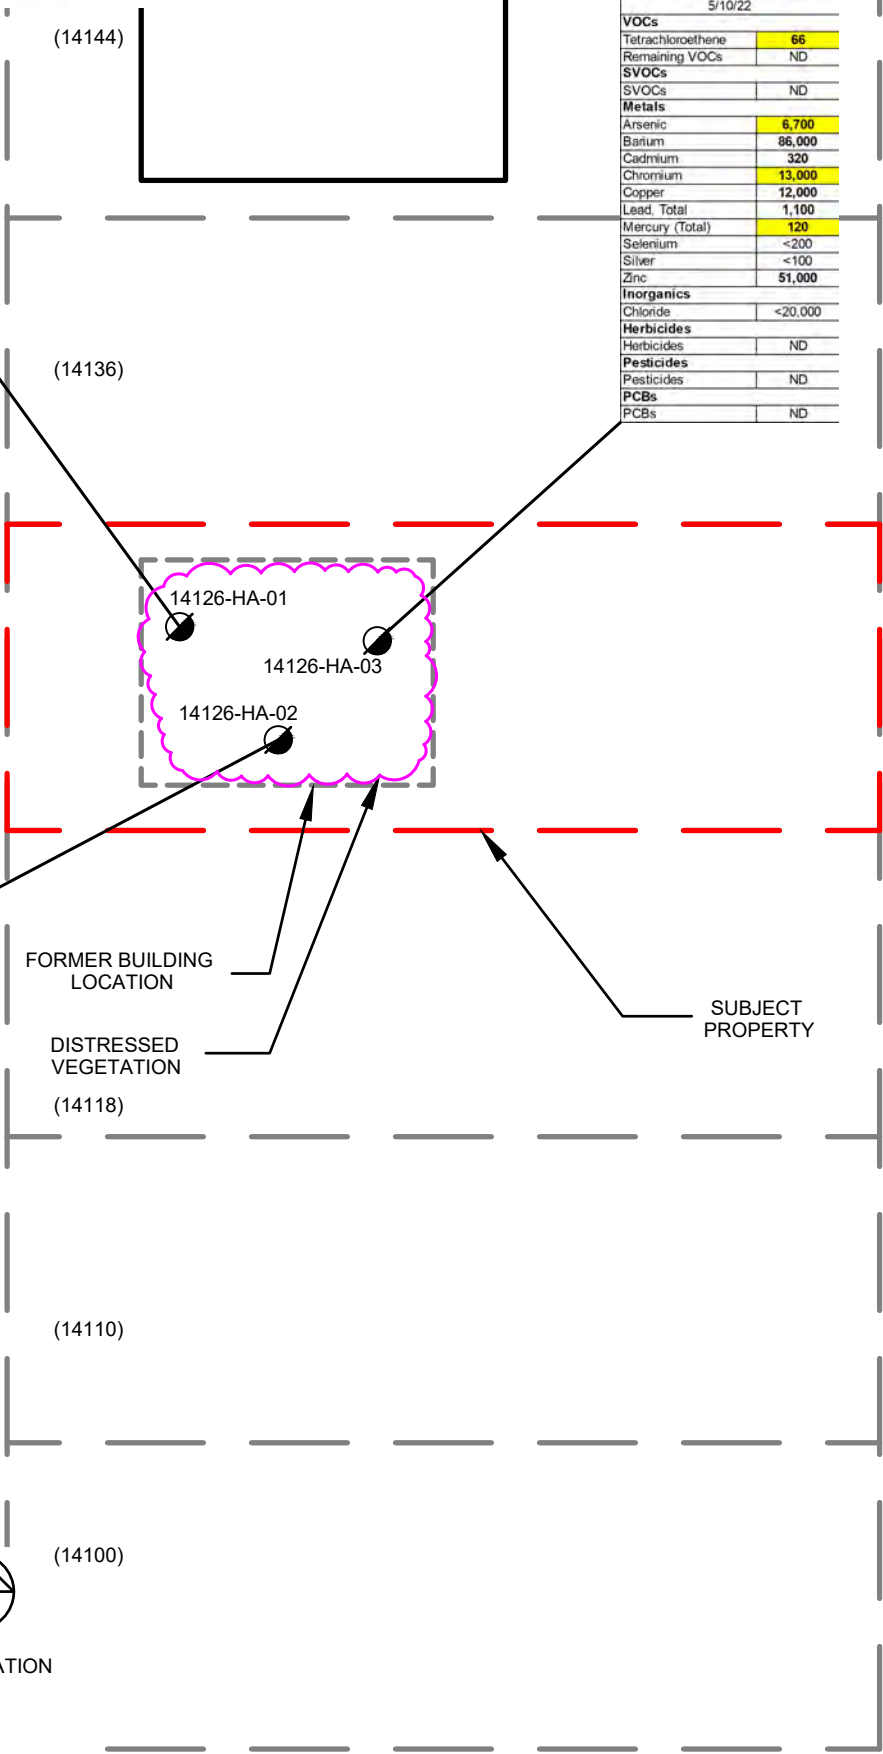 (14144)
5/10/22
VOCs
Tetrachloroethene 66
Remaining VOCs ND
SVOCs
SVOCs ND
Metals
Arsenic 6,700
Barium 86,000
Cadmium 320
Chromium 13,000
Copper 12,000
Lead, Total 1,100
Mercury (Total) 120
Selenium <200
Silver <100
Zinc 51,000
Inorganics
Chloride <20,000
Herbicides
Herbicides ND
Pesticides
Pesticides ND
PCBs
PCBs ND
(14136)
14126-HA-01
14126-HA-03
14126-HA-02
FORMER BUILDING
LOCATION
SUBJECT
PROPERTY
DISTRESSED
VEGETATION
(14118)
(14110)
(14100)
ATION